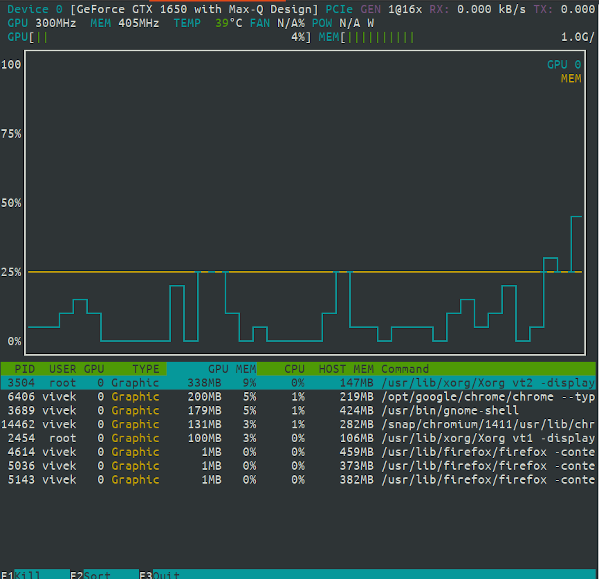 Device 0 [GeForce GTX 1650 with Max-Q Design] PCIe GEN 1@16x RX: 0.000 kB/s TX: 0.000
GPU 300MHz MEM 405MHz TEMP 39°C FAN N/A% POW N/A W
GPU[|| 4%] MEM[|||||||||| 1.0G/
100
GPU 0
MEM
75%
50%
25%
0%
PID USER GPU TYPE GPU MEM CPU HOST MEM Command
3504 root 0 Graphic 338MB 9% 0% 147MB /usr/lib/xorg/Xorg vt2 -display
6406 vivek 0 Graphic 200MB 5% 1% 219MB /opt/google/chrome/chrome --typ
3689 vivek 0 Graphic 179MB 5% 1% 424MB /usr/bin/gnome-shell
14462 vivek 0 Graphic 131MB 3% 1% 282MB /snap/chromium/1411/usr/lib/chr
2454 root 0 Graphic 100MB 3% 0% 106MB /usr/lib/xorg/Xorg vt1 -display
4614 vivek 0 Graphic 1MB 0% 0% 459MB /usr/lib/firefox/firefox -conte
5036 vivek 0 Graphic 1MB 0% 0% 373MB /usr/lib/firefox/firefox -conte
5143 vivek 0 Graphic 1MB 0% 0% 382MB /usr/lib/firefox/firefox -conte
F1Kill F2Sort F3Quit